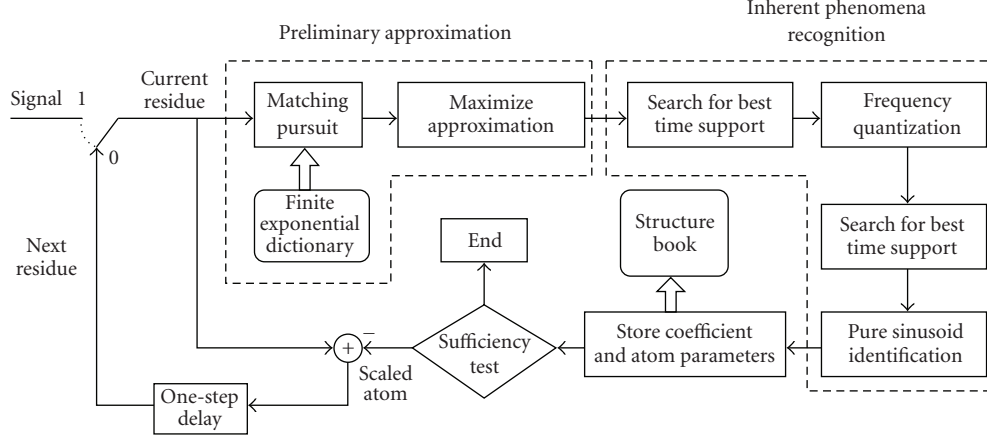 Inherent phenomena
recognition
Preliminary approximation
Signal 1
0
Current
residue
Matching
pursuit
Maximize
approximation
Search for best
time support
Frequency
quantization
Finite
exponential
dictionary
Structure
book
Search for best
time support
End
Next
residue
Sufficiency
test
Store coefficient
and atom parameters
Pure sinusoid
identification
+
−
Scaled
atom
One-step
delay